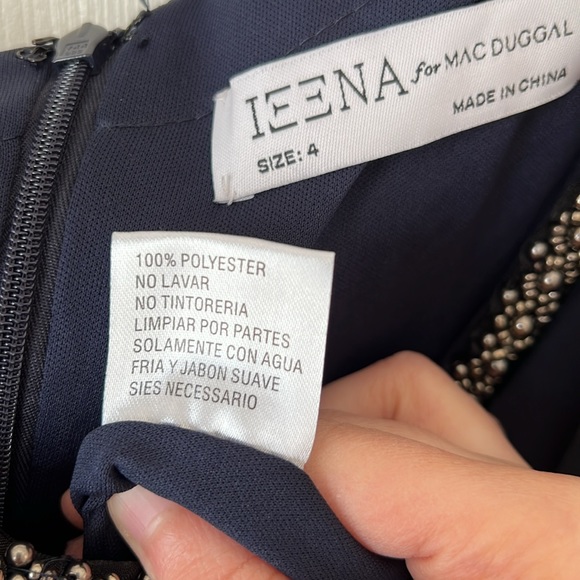 IEENA for MAC DUGGAL
MADE IN CHINA
SIZE: 4
100% POLYESTER
NO LAVAR
NO TINTORERIA
LIMPIAR POR PARTES
SOLAMENTE CON AGUA
FRIA Y JABON SUAVE
SIES NECESSARIO